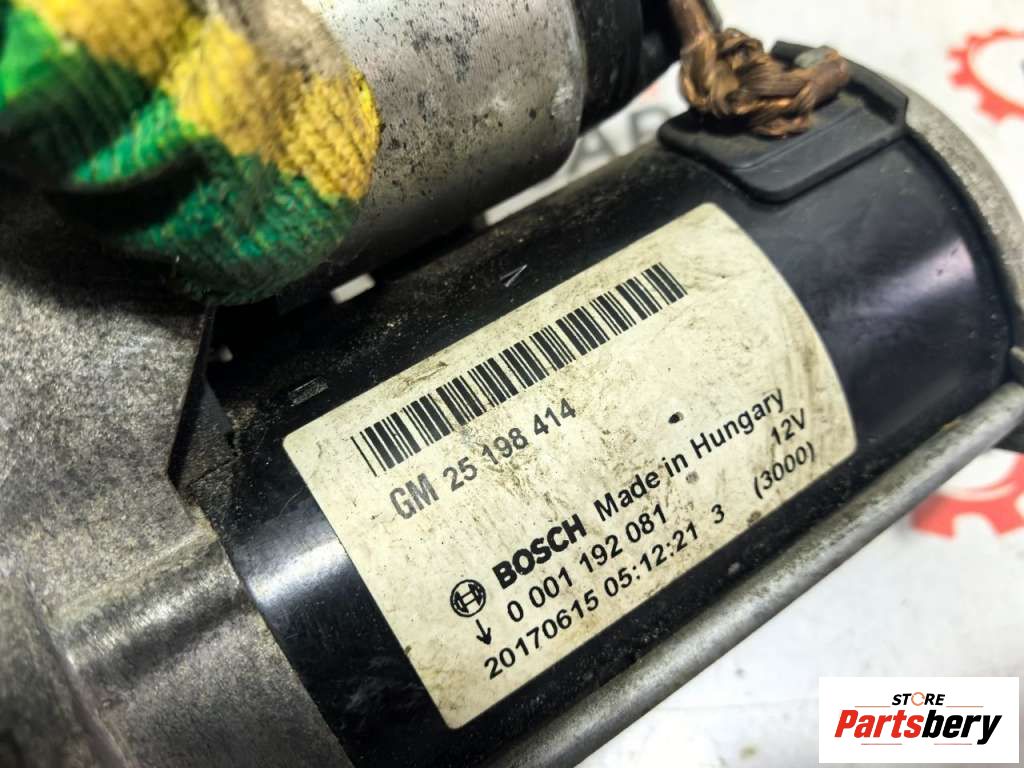 GM 25 198 414
BOSCH Made in Hungary
0 001 192 081 12V
20170615 05:12:21 3 (3000)
STORE
Partsbery